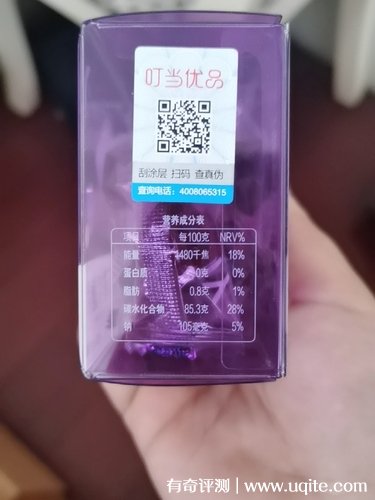 叮当优品
刮涂层 扫码 查真伪
查询电话：4008065315
营养成分表
项目 每100克 NRV%
能量 1480千焦 18%
蛋白质 0克 0%
脂肪 0.8克 1%
碳水化合物 85.3克 28%
钠 105毫克 5%
有奇评测 | www.uqite.com